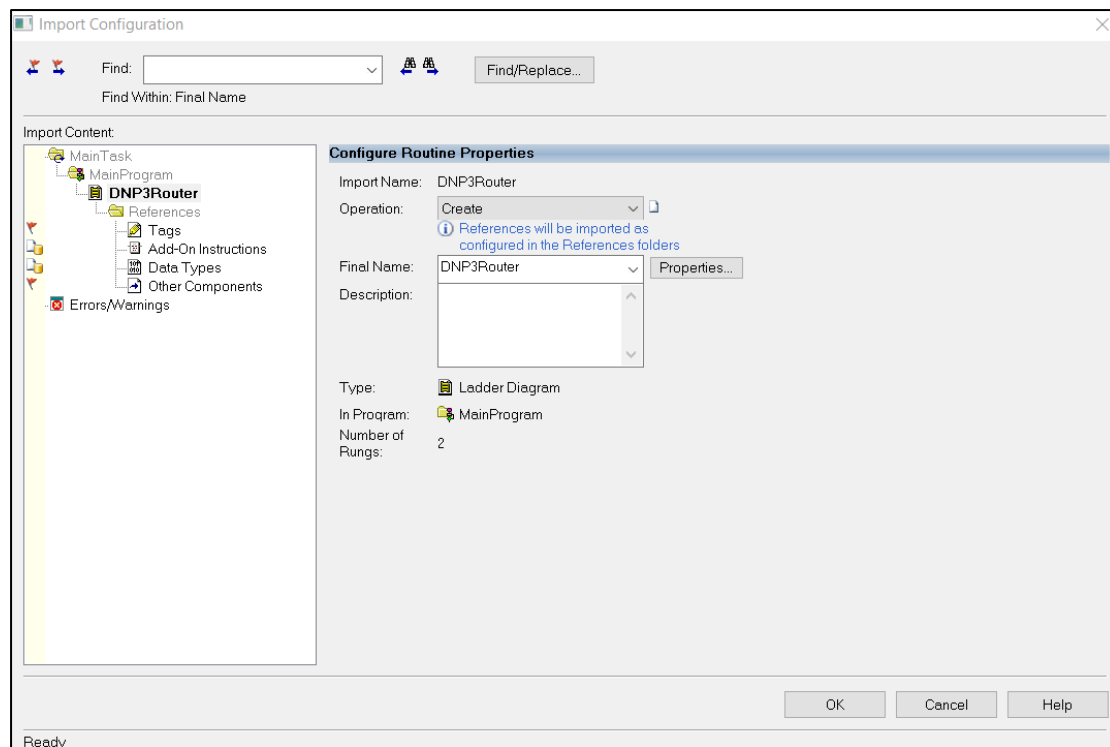 Import Configuration
Find:
Find/Replace...
Find Within: Final Name
Import Content:
MainTask
MainProgram
DNP3Router
References
Tags
Add-On Instructions
Data Types
Other Components
Errors/Warnings
Configure Routine Properties
Import Name: DNP3Router
Operation: Create
References will be imported as
configured in the References folders
Final Name: DNP3Router Properties...
Description:
Type: Ladder Diagram
In Program: MainProgram
Number of
Rungs: 2
OK Cancel Help
Ready